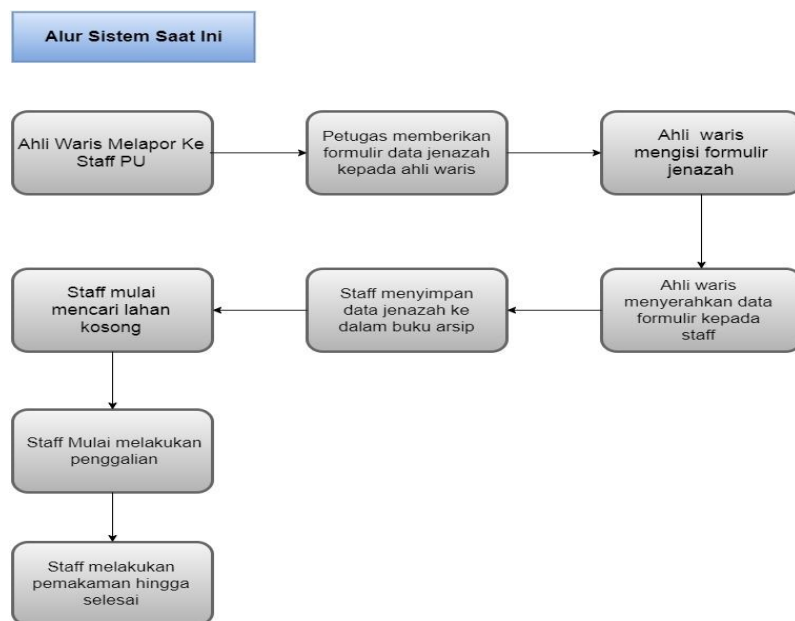 Alur Sistem Saat Ini
Ahli Waris Melapor Ke
Staff PU
Petugas memberikan
formulir data jenazah
kepada ahli waris
Ahli waris
mengisi formulir
jenazah
Ahli waris
menyerahkan data
formulir kepada
staff
Staff menyimpan
data jenazah ke
dalam buku arsip
Staff mulai
mencari lahan
kosong
Staff Mulai melakukan
penggalian
Staff melakukan
pemakaman hingga
selesai